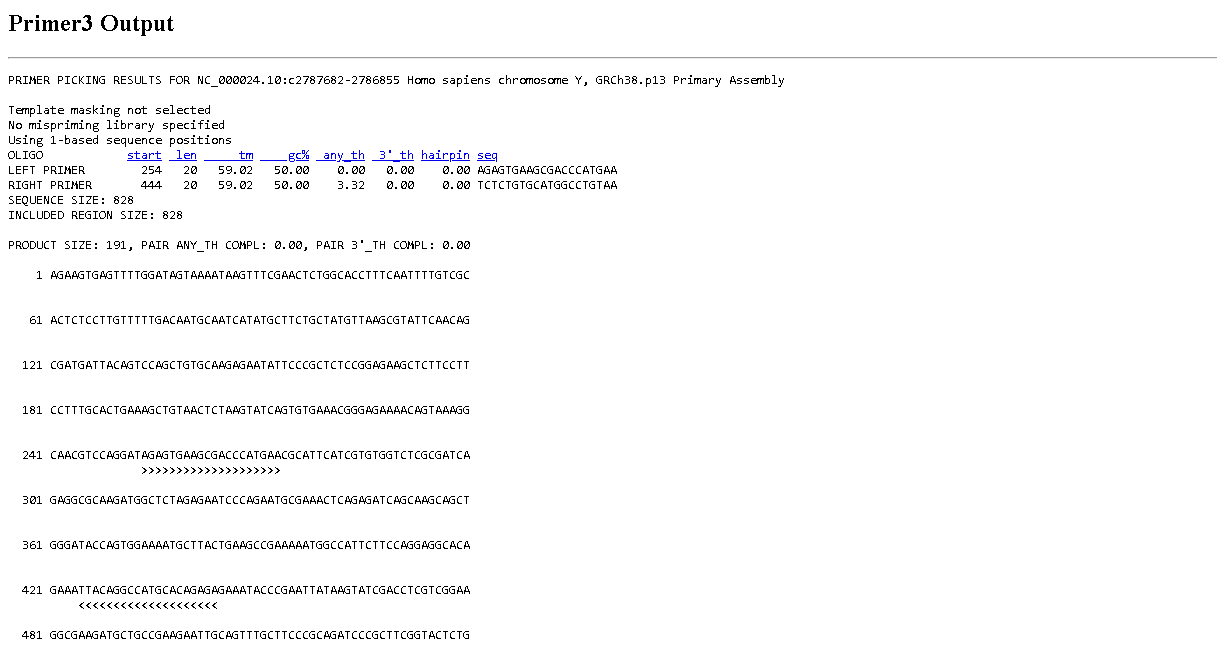 Primer3 Output
PRIMER PICKING RESULTS FOR NC_000024.10:c2787682-2786855 Homo sapiens chromosome Y, GRCh38.p13 Primary Assembly
Template masking not selected
No mispriming library specified
Using 1-based sequence positions
OLIGO start len tm gc% any_th 3'_th hairpin seq
LEFT PRIMER 254 20 59.02 50.00 0.00 0.00 0.00 AGAGTGAAGCGACCCATGAA
RIGHT PRIMER 444 20 59.02 50.00 3.32 0.00 0.00 TCTCTGTGCATGGCCTGTAA
SEQUENCE SIZE: 828
INCLUDED REGION SIZE: 828
PRODUCT SIZE: 191, PAIR ANY_TH COMPL: 0.00, PAIR 3'_TH COMPL: 0.00
1 AGAAGTGAGTTTTGGATAGTAAAATAAGTTTCGAACTCTGGCACCTTTCAATTTTGTCGC
61 ACTCTCCTTGTTTTTGACAATGCAATCATATGCTTCTGCTATGTTAAGCGTATTCAACAG
121 CGATGATTACAGTCCAGCTGTGCAAGAGAATATTCCCGCTCTCCGGAGAAGCTCTTCCTT
181 CCTTTGCACTGAAAGCTGTAACTCTAAGTATCAGTGTGAAACGGGAGAAAACAGTAAAGG
241 CAACGTCCAGGATAGAGTGAAGCGACCCATGAACGCATTCATCGTGTGGTCTCGCGATCA
>>>>>>>>>>>>>>>>>>>>
301 GAGGCGCAAGATGGCTCTAGAGAATCCCAGAATGCGAAACTCAGAGATCAGCAAGCAGCT
361 GGGATACCAGTGGAAAATGCTTACTGAAGCCGAAAAATGGCCATTCTTCCAGGAGGCACA
421 GAAATTACAGGCCATGCACAGAGAGAAATACCCGAATTATAAGTATCGACCTCGTCGGAA
<<<<<<<<<<<<<<<<<<<<
481 GGCGAAGATGCTGCCGAAGAATTGCAGTTTGCTTCCCGCAGATCCCGCTTCGGTACTCTG